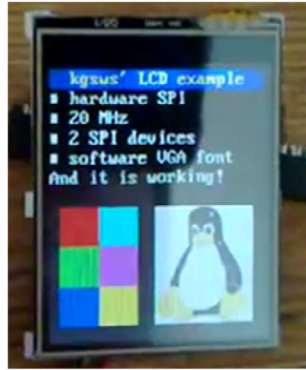 kgsws' LCD example
▪ hardware SPI
▪ 20 MHz
▪ 2 SPI devices
▪ software VGA font
And it is working!